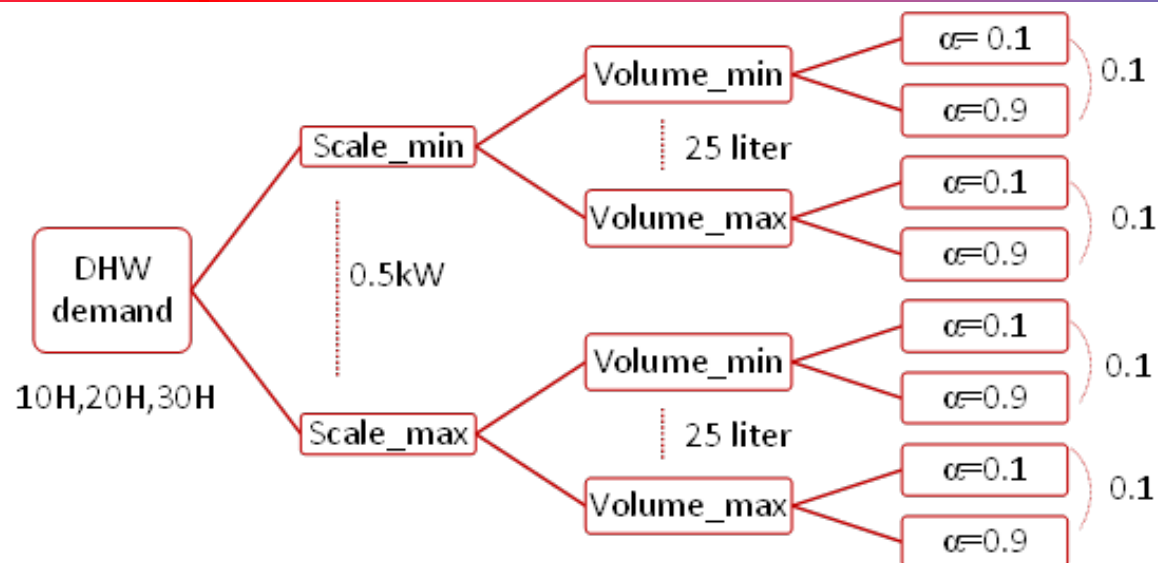 α= 0.1
0.1
Volume_min
α=0.9
25 liter
Scale_min
α=0.1
0.1
Volume_max
α=0.9
DHW
demand
0.5kW
10H,20H,30H
α=0.1
0.1
Volume_min
α=0.9
25 liter
Scale_max
α=0.1
0.1
Volume_max
α=0.9